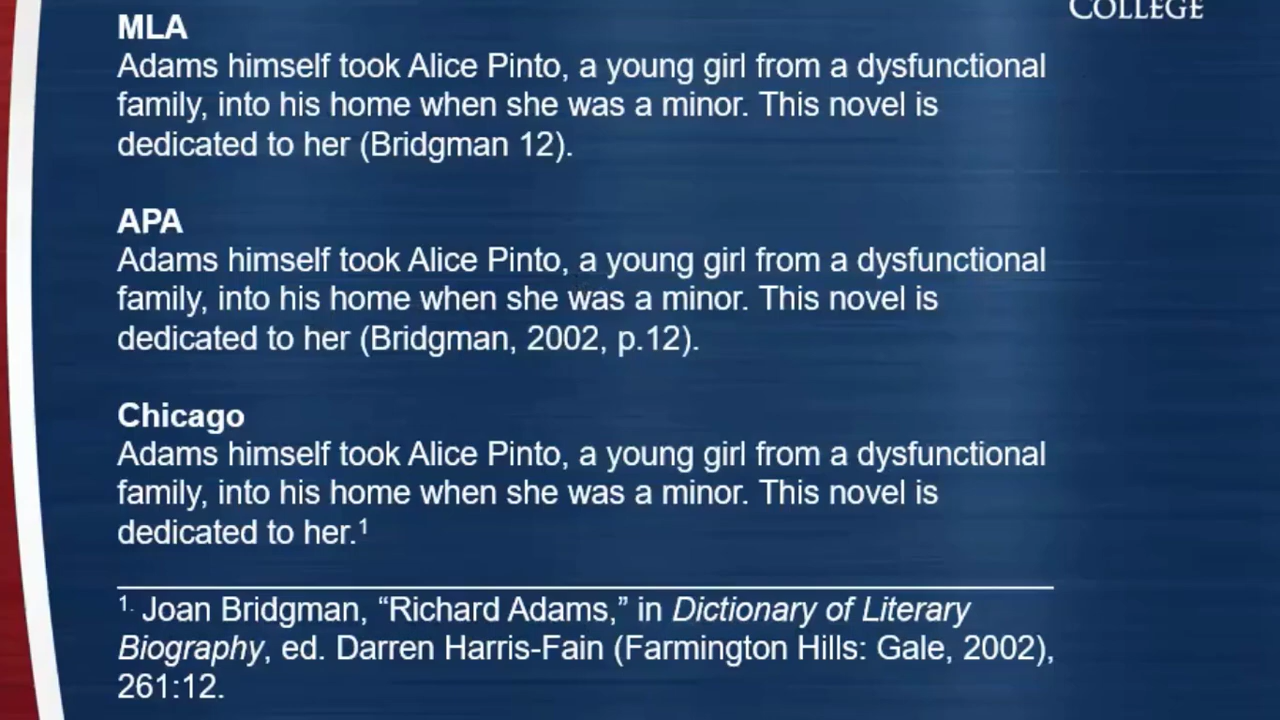 COLLEGE
MLA
Adams himself took Alice Pinto, a young girl from a dysfunctional
family, into his home when she was a minor. This novel is
dedicated to her (Bridgman 12).
APA
Adams himself took Alice Pinto, a young girl from a dysfunctional
family, into his home when she was a minor. This novel is
dedicated to her (Bridgman, 2002, p.12).
Chicago
Adams himself took Alice Pinto, a young girl from a dysfunctional
family, into his home when she was a minor. This novel is
dedicated to her.¹
1. Joan Bridgman, “Richard Adams,” in Dictionary of Literary
Biography, ed. Darren Harris-Fain (Farmington Hills: Gale, 2002),
261:12.